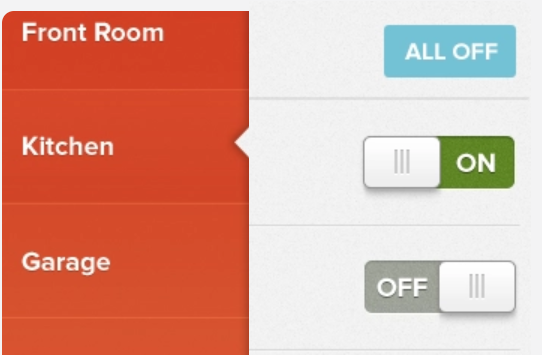 Front Room
ALL OFF
Kitchen
ON
Garage
OFF